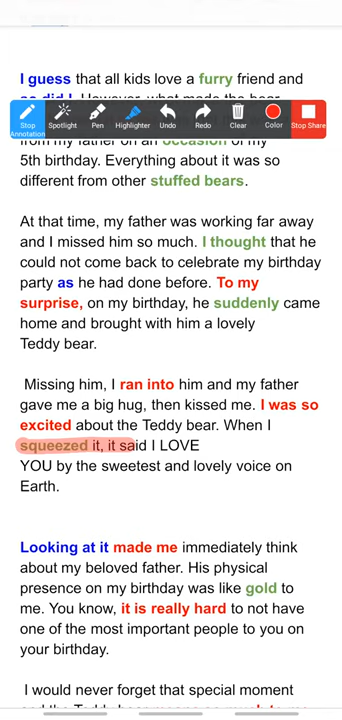 I guess that all kids love a furry friend and
Stop Annotation Spotlight Pen Highlighter Undo Redo Clear Color Stop Share
5th birthday. Everything about it was so
different from other stuffed bears.
At that time, my father was working far away
and I missed him so much. I thought that he
could not come back to celebrate my birthday
party as he had done before. To my
surprise, on my birthday, he suddenly came
home and brought with him a lovely
Teddy bear.
Missing him, I ran into him and my father
gave me a big hug, then kissed me. I was so
excited about the Teddy bear. When I
squeezed it, it said I LOVE
YOU by the sweetest and lovely voice on
Earth.
Looking at it made me immediately think
about my beloved father. His physical
presence on my birthday was like gold to
me. You know, it is really hard to not have
one of the most important people to you on
your birthday.
I would never forget that special moment